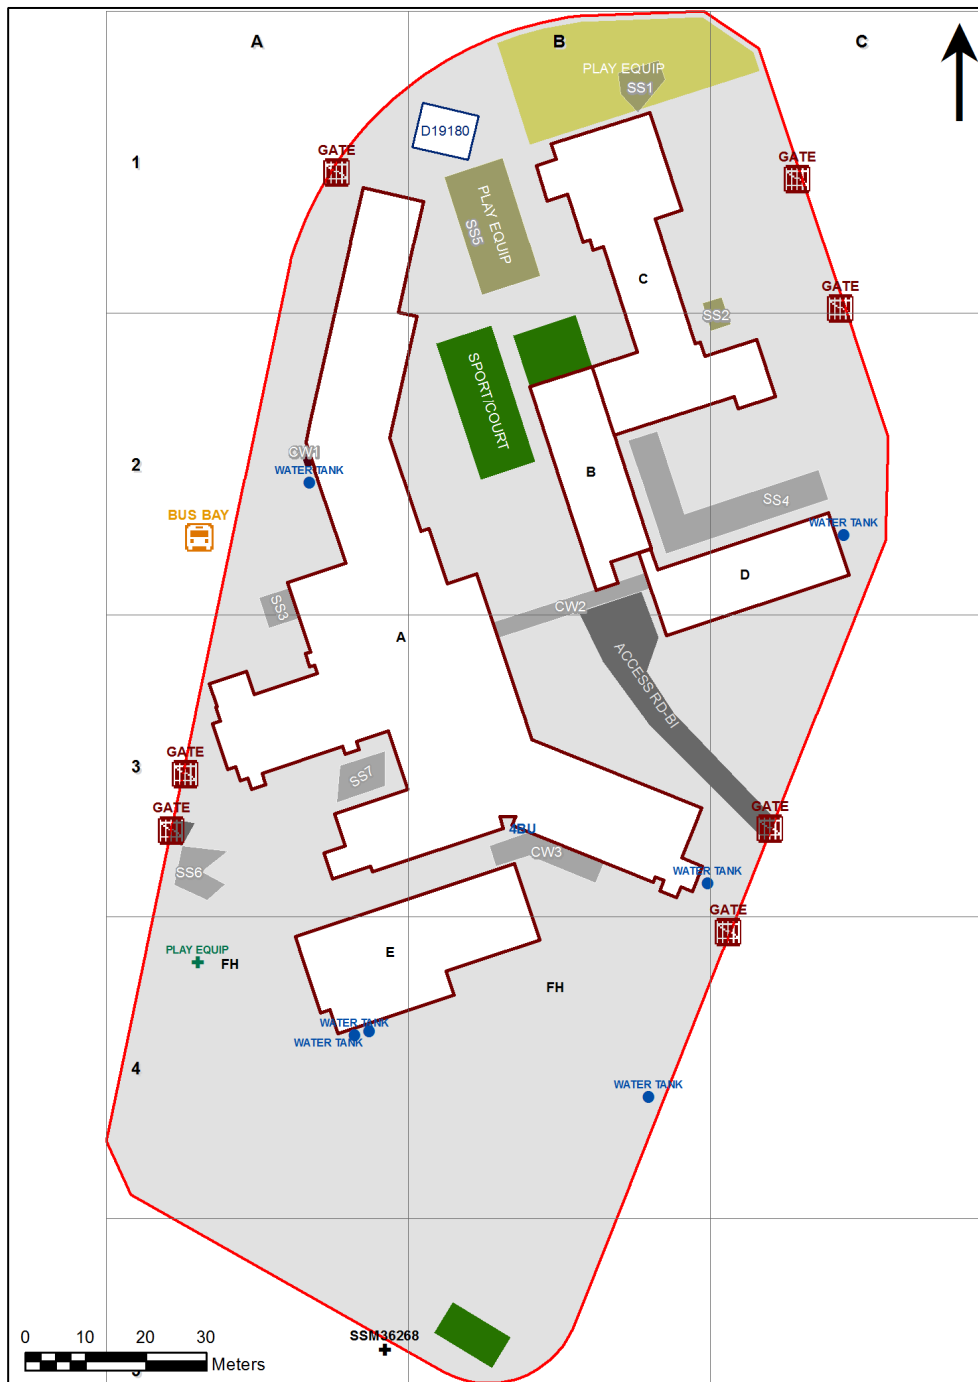 A
B
C
PLAY EQUIP
SS1
D19180
1
GATE
GATE
PLAY EQUIP
SS5
C
GATE
SS2
SPORT/COURT
CW1
WATER TANK
2
B
SS4
BUS BAY
WATER TANK
D
SS3
CW2
A
ACCESS RD-BI
3
GATE
SS7
GATE
GATE
4BU
CW3
SS6
WATER TANK
GATE
PLAY EQUIP
FH
E
FH
WATER TANK
WATER TANK
4
WATER TANK
SSM36268
0 10 20 30
Meters